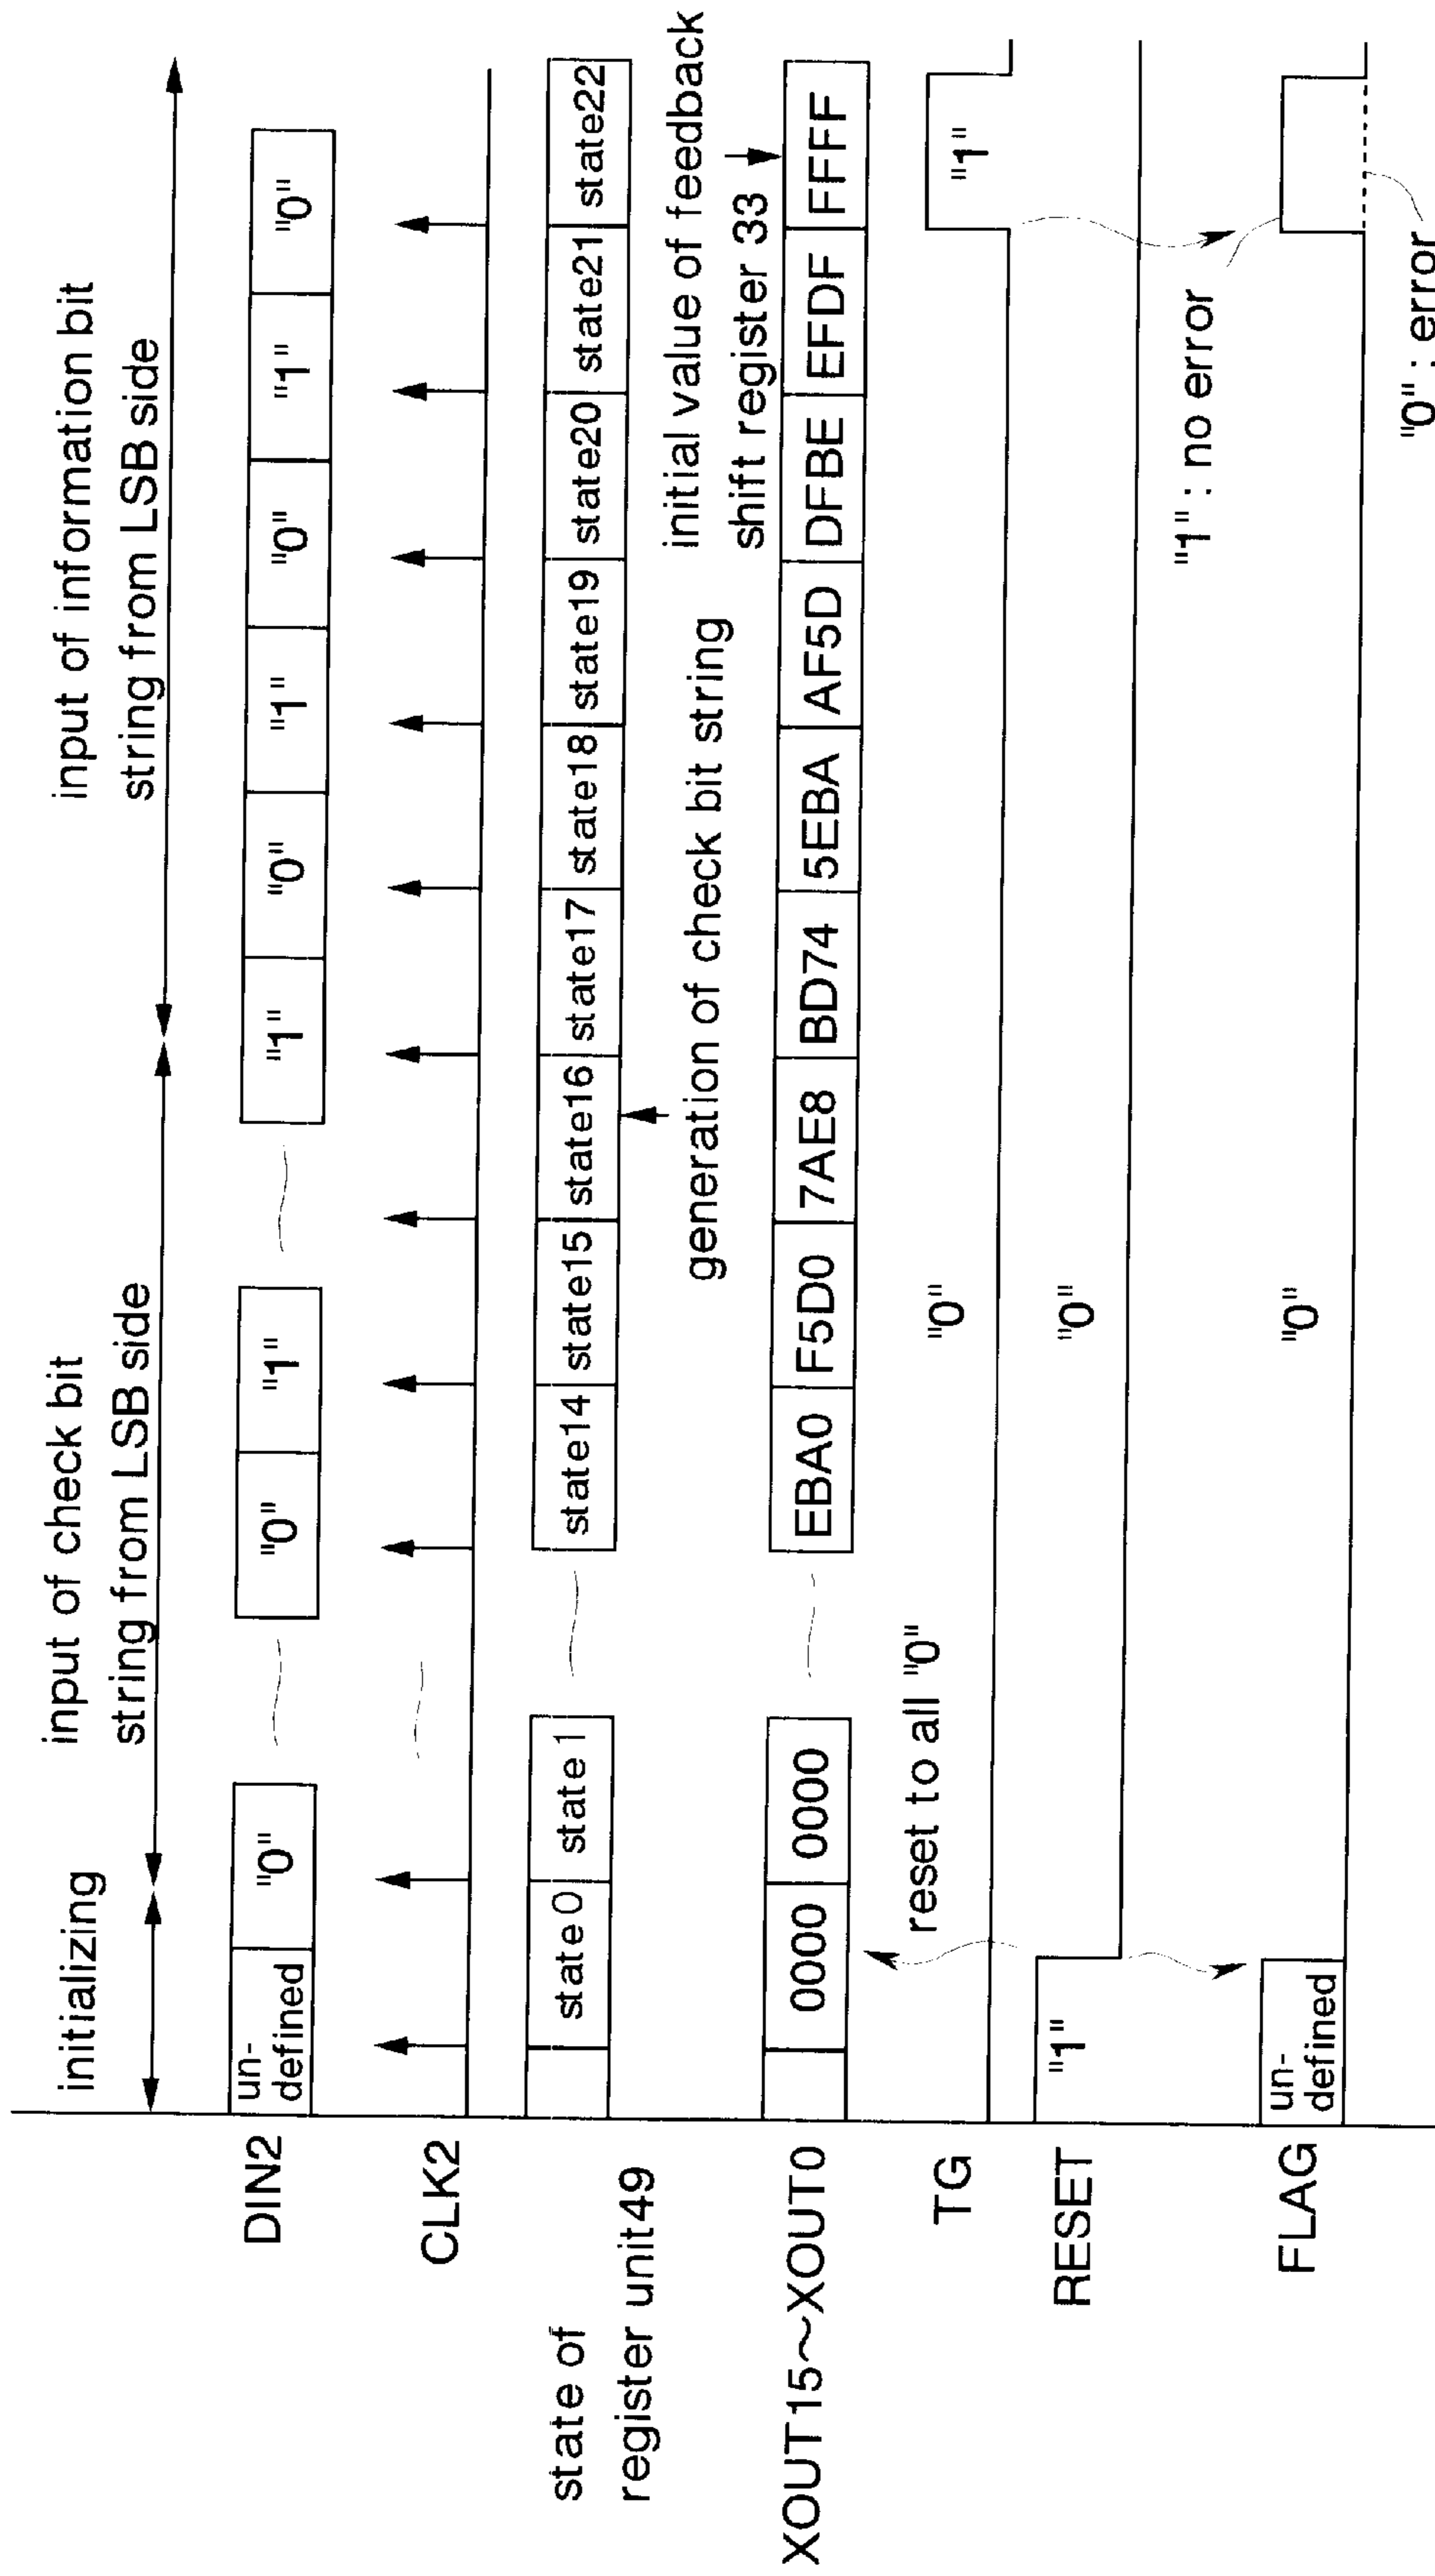 initializing
input of check bit
string from LSB side
input of information bit
string from LSB side
DIN2
un-
defined
"0" "0" "1" "1" "0" "1" "0" "1" "0"
CLK2
state of
register unit49
state0 state1 state14 state15 state16 state17 state18 state19 state20 state21 state22
generation of check bit string
initial value of feedback
shift register 33
XOUT15~XOUT0
0000 0000 EBA0 F5D0 7AE8 BD74 5EBA AF5D DFBE EFDF FFFF
reset to all "0"
TG
"0" "1"
RESET
"1" "0"
"1" : no error
FLAG
un-
defined
"0"
"0" : error